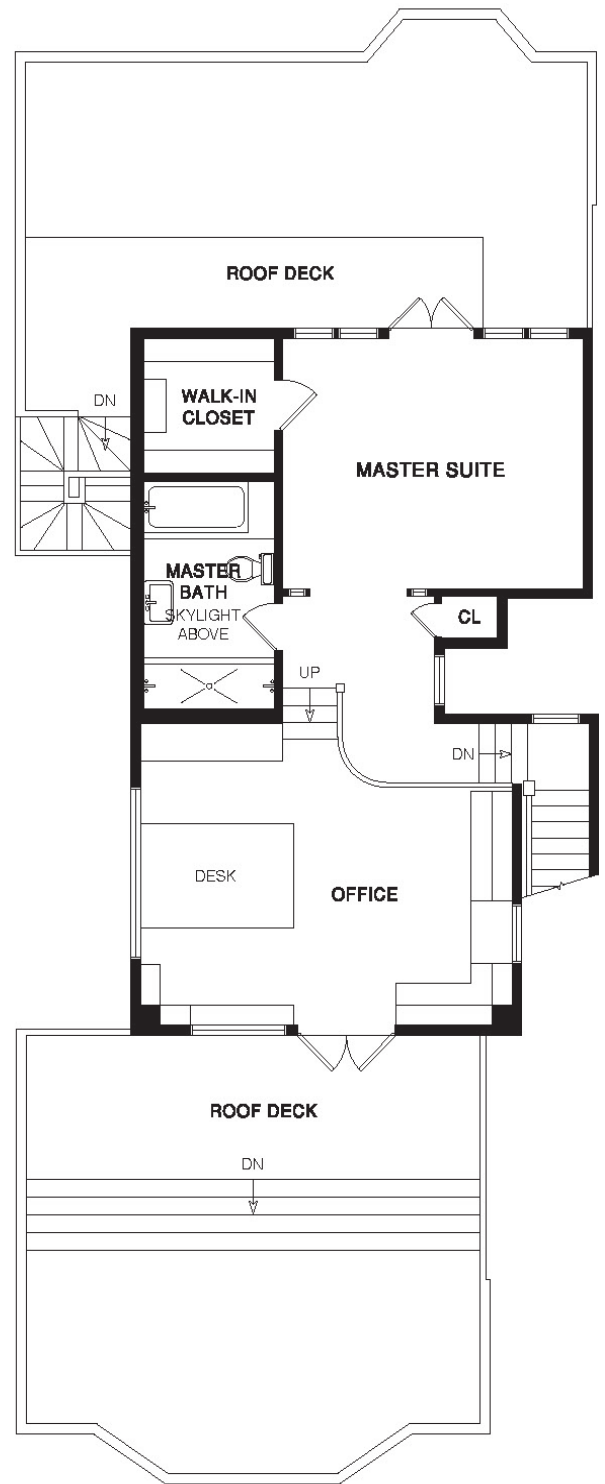 ROOF DECK
DN
WALK-IN
CLOSET
MASTER SUITE
MASTER
BATH
SKYLIGHT
ABOVE
CL
UP
DN
DESK
OFFICE
ROOF DECK
DN